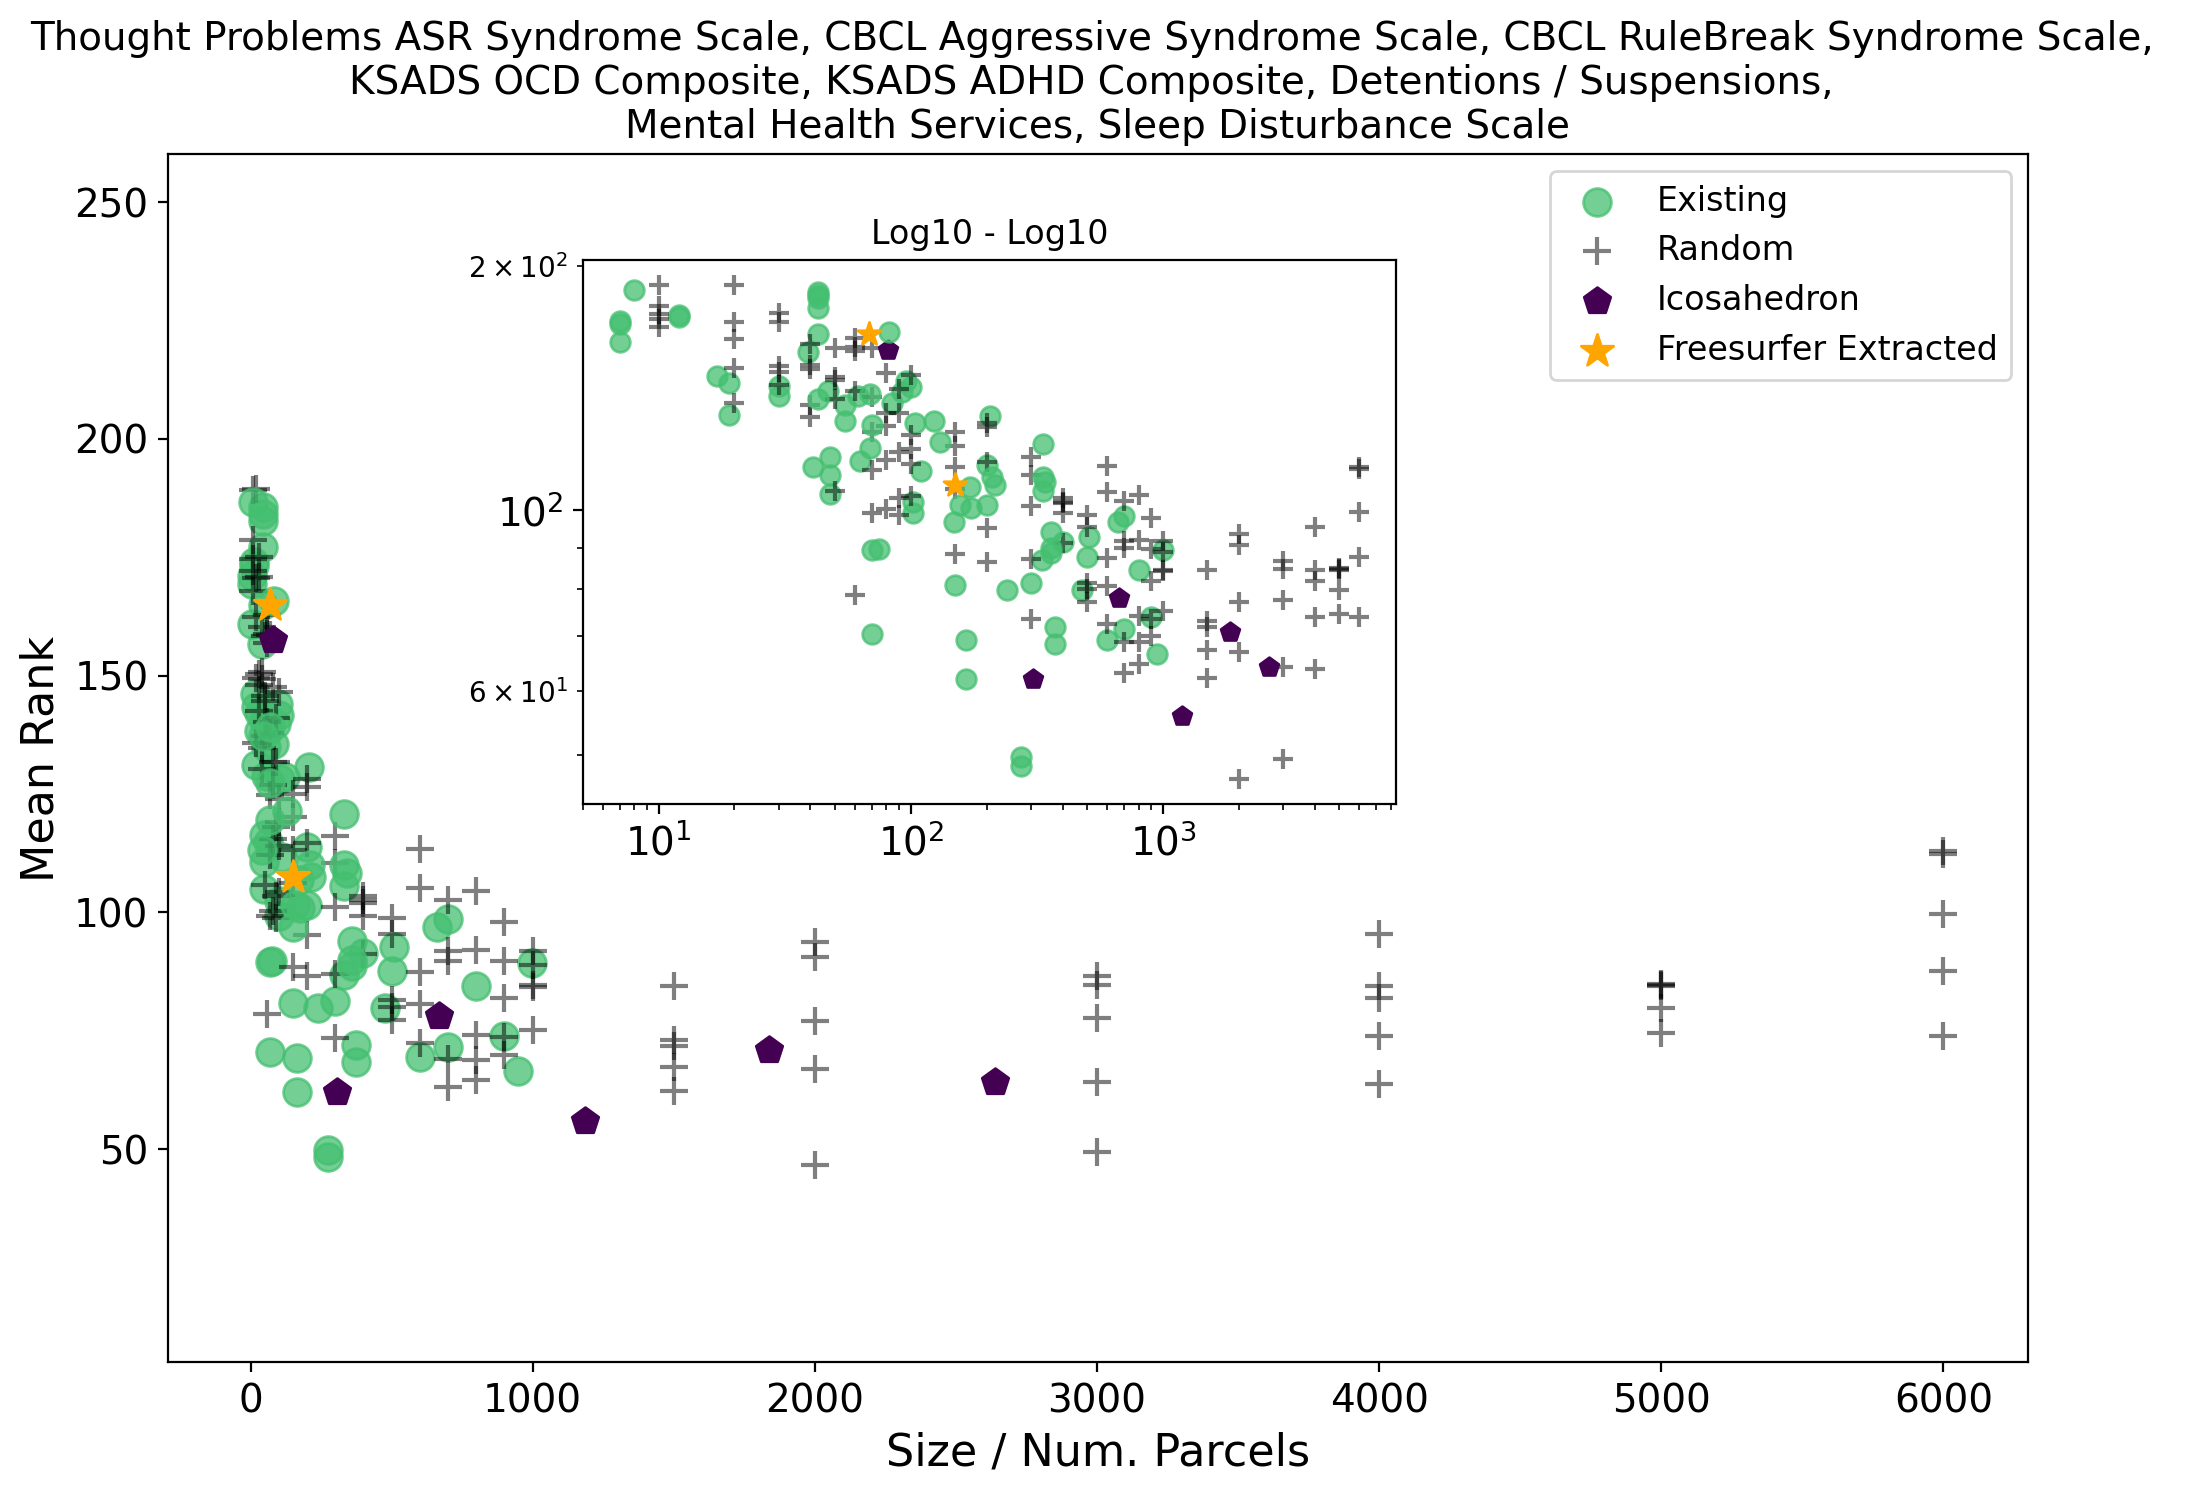 Thought Problems ASR Syndrome Scale, CBCL Aggressive Syndrome Scale, CBCL RuleBreak Syndrome Scale,
KSADS OCD Composite, KSADS ADHD Composite, Detentions / Suspensions,
Mental Health Services, Sleep Disturbance Scale
250
200
150
100
50
Mean Rank
Log10 - Log10
2 × 10²
10²
6 × 10¹
10¹ 10² 10³
Existing
Random
Icosahedron
Freesurfer Extracted
0 1000 2000 3000 4000 5000 6000
Size / Num. Parcels